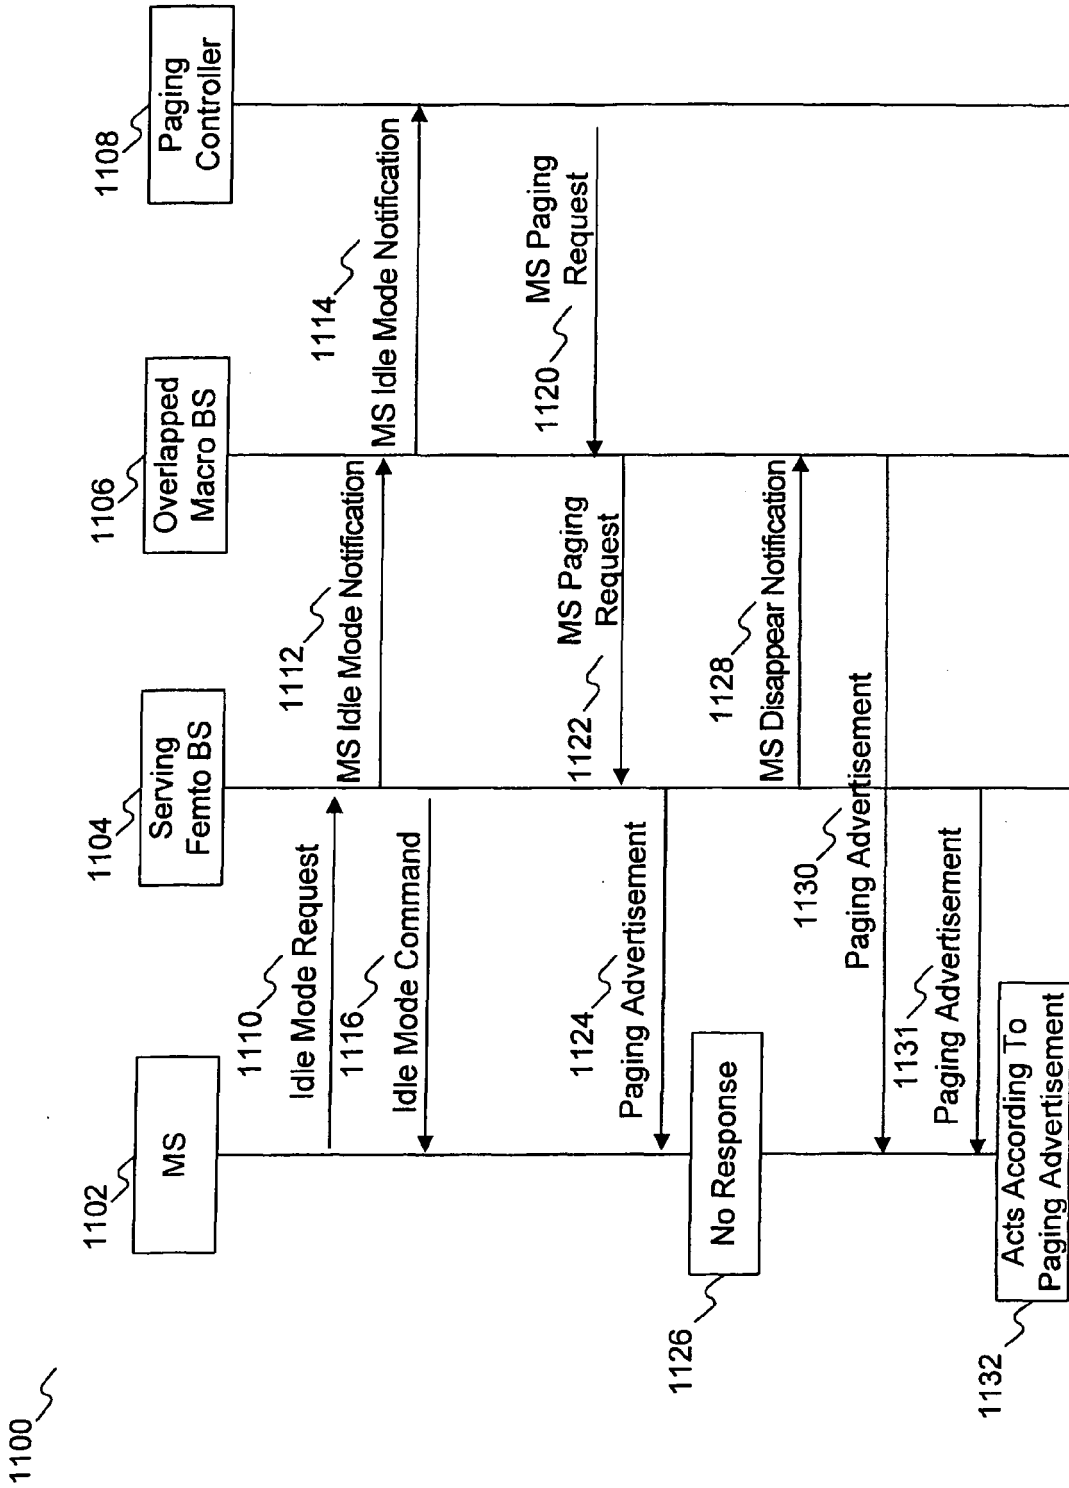 1100
1102
MS
1104
Serving
Femto BS
1106
Overlapped
Macro BS
1108
Paging
Controller
1110
Idle Mode Request
1112
MS Idle Mode Notification
1114
MS Idle Mode Notification
1116
Idle Mode Command
1120
MS Paging
Request
1122
MS Paging
Request
1124
Paging Advertisement
1126
No Response
1128
MS Disappear Notification
1130
Paging Advertisement
1131
Paging Advertisement
1132
Acts According To
Paging Advertisement